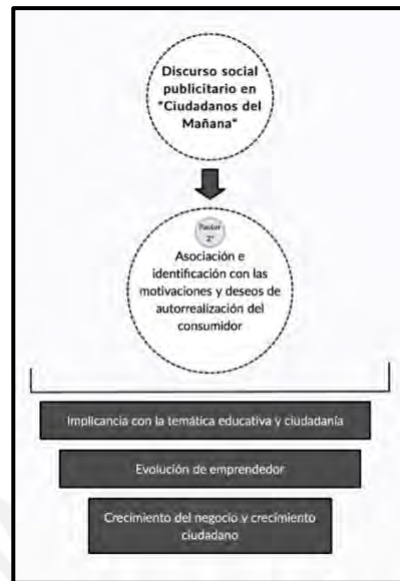 Discurso social
publicitario en
"Ciudadanos del
Mañana"
2°
Asociación e
identificación con las
motivaciones y deseos de
autorrealización del
consumidor
Implicancia con la temática educativa y ciudadanía
Evolución de emprendedor
Crecimiento del negocio y crecimiento
ciudadano